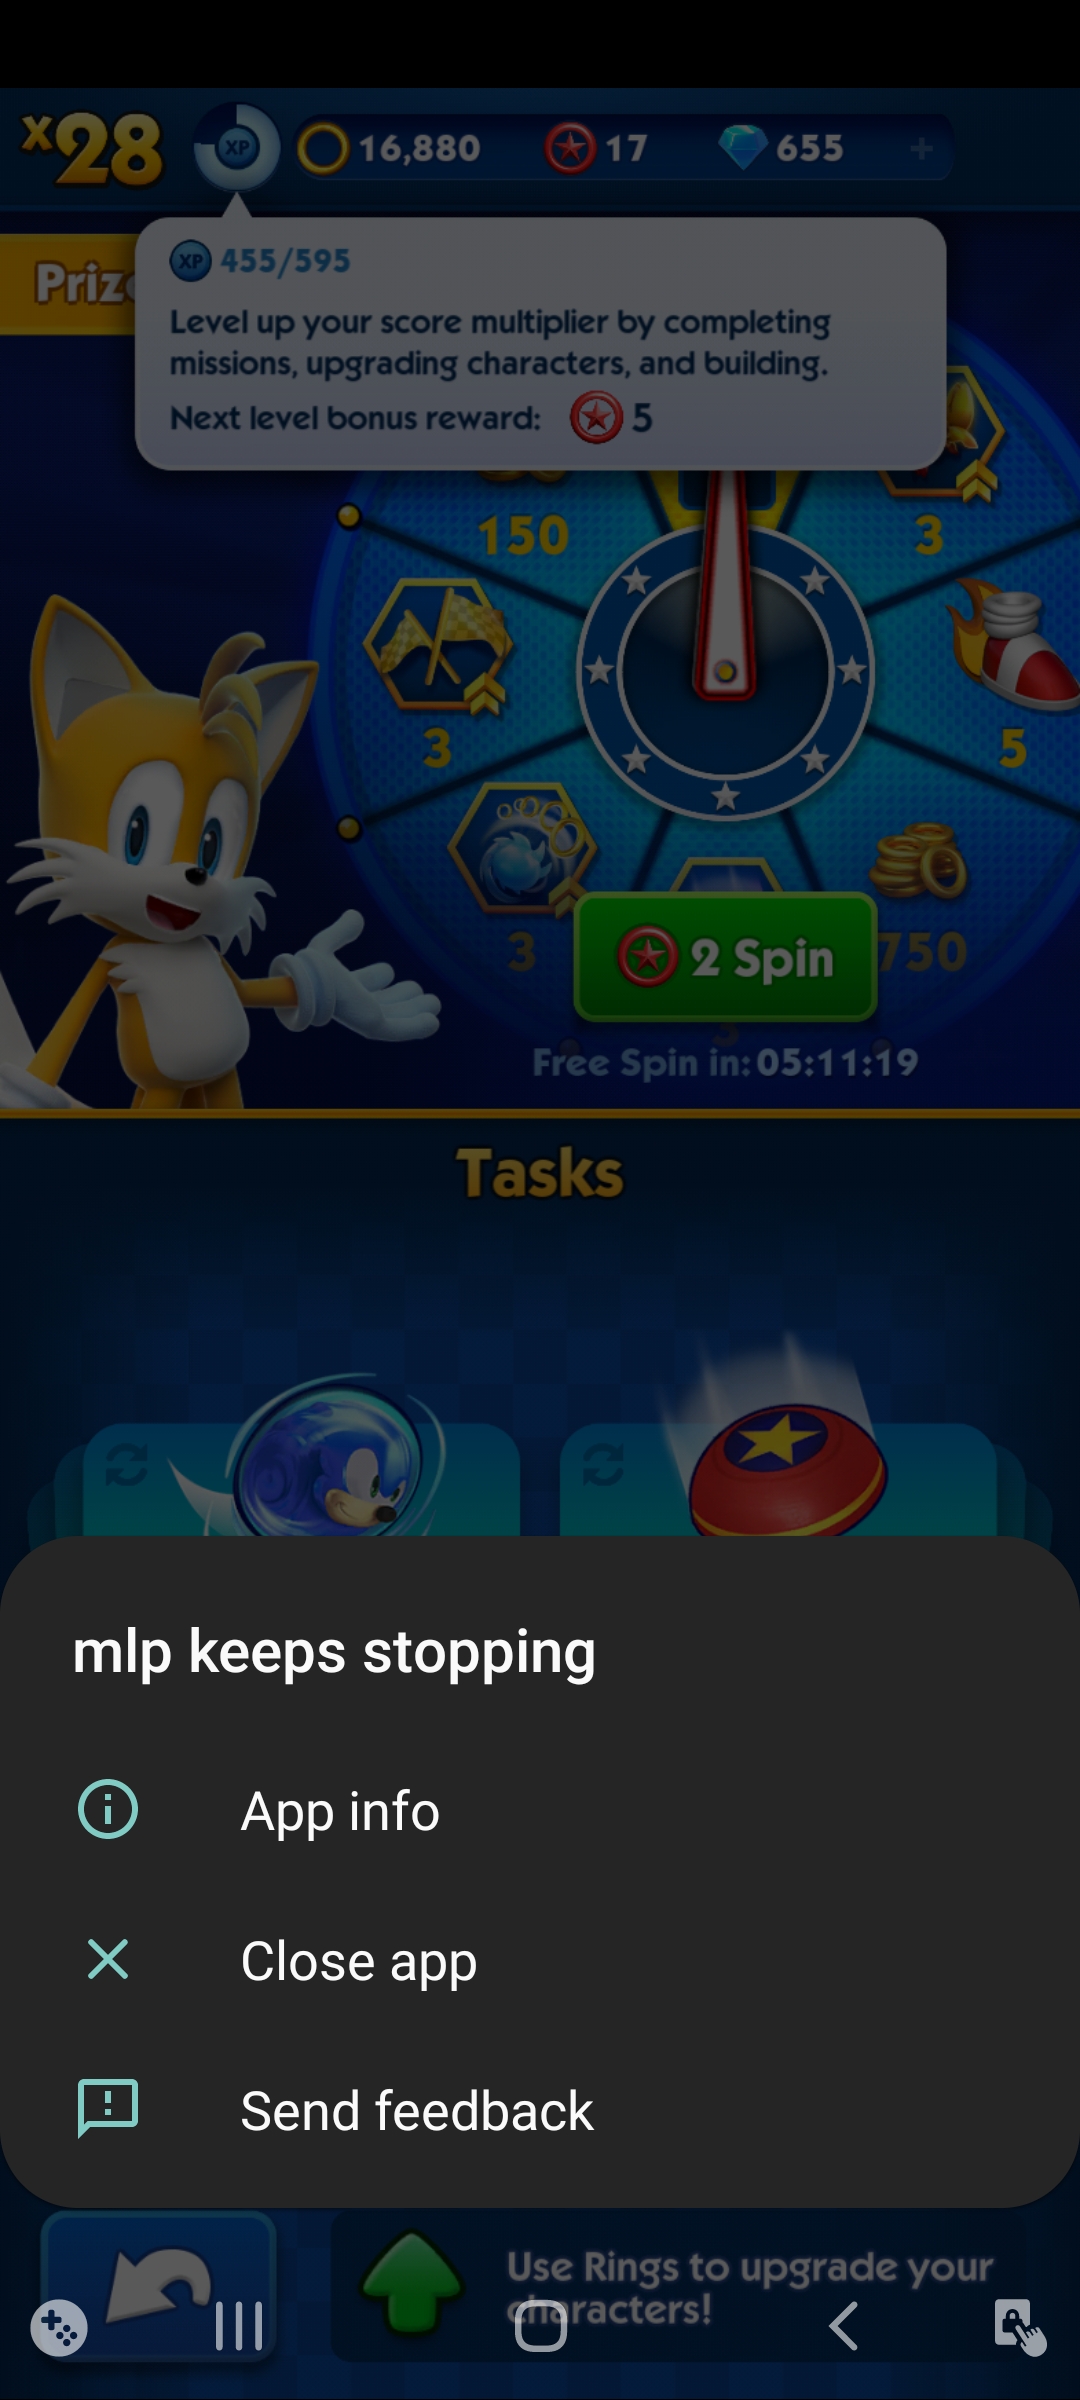 x28
XP
16,880
17
655
+
Prize
XP 455/595
Level up your score multiplier by completing
missions, upgrading characters, and building.
Next level bonus reward: 5
150
3
3
5
3
2 Spin
750
3
Free Spin in: 05:11:19
Tasks
mlp keeps stopping
App info
Close app
Send feedback
Use Rings to upgrade your
characters!